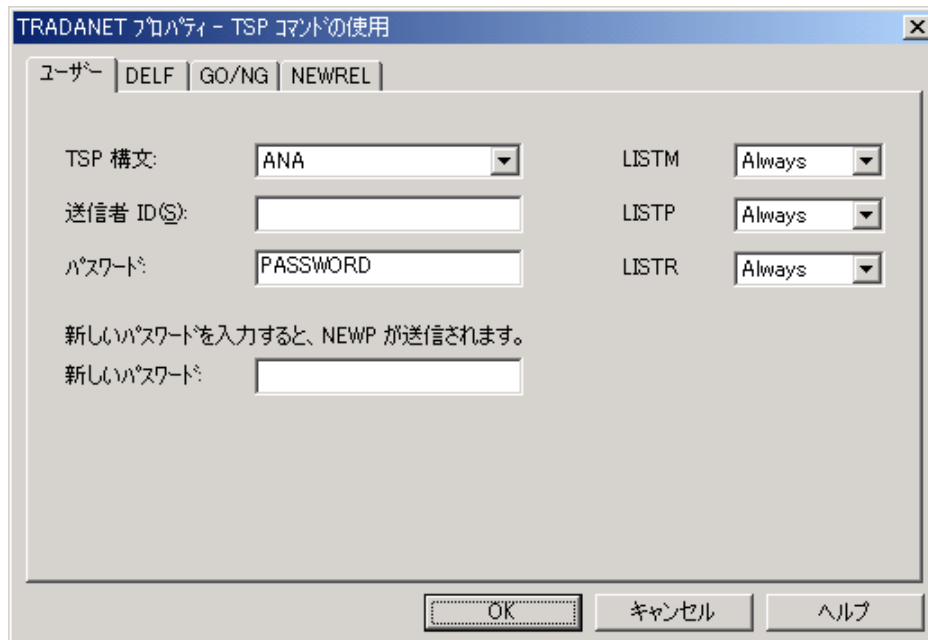 TRADANET プロパティ - TSP コマンドの使用
ユーザー DELF GO/NG NEWREL
TSP 構文: ANA LISTM Always
送信者 ID(S): LISTP Always
パスワード: PASSWORD LISTR Always
新しいパスワードを入力すると、NEWP が送信されます。
新しいパスワード:
OK キャンセル ヘルプ